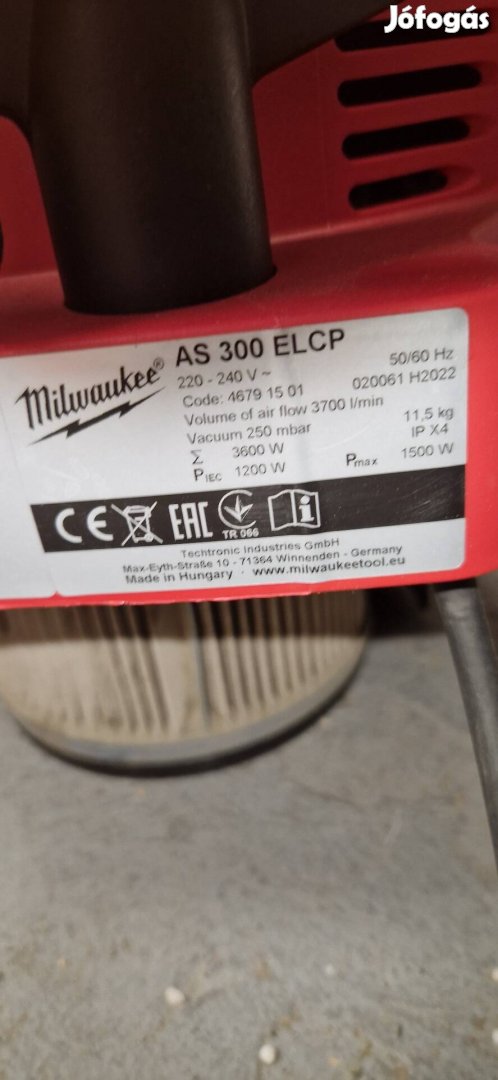 Jófogás
Milwaukee®
AS 300 ELCP
220 - 240 V ~ 50/60 Hz
Code: 4679 15 01 020061 H2022
Volume of air flow 3700 l/min
Vacuum 250 mbar 11,5 kg
Σ 3600 W IP X4
PIEC 1200 W Pmax 1500 W
CE EAC TR 066 i
Techtronic Industries GmbH
Max-Eyth-Straße 10 - 71364 Winnenden - Germany
Made in Hungary · www.milwaukeetool.eu